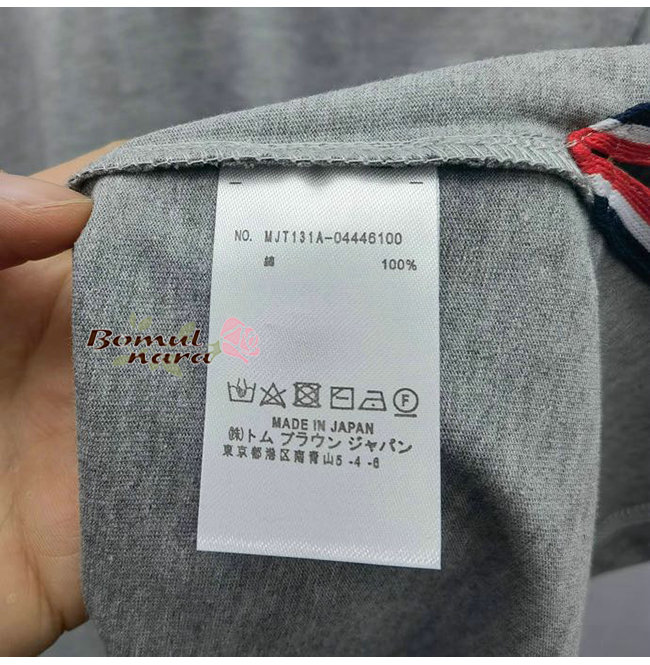 NO. MJT131A-04446100
綿 100%
Bomul
nara
F
MADE IN JAPAN
㈱トム ブラウン ジャパン
東京都港区南青山5-4-6